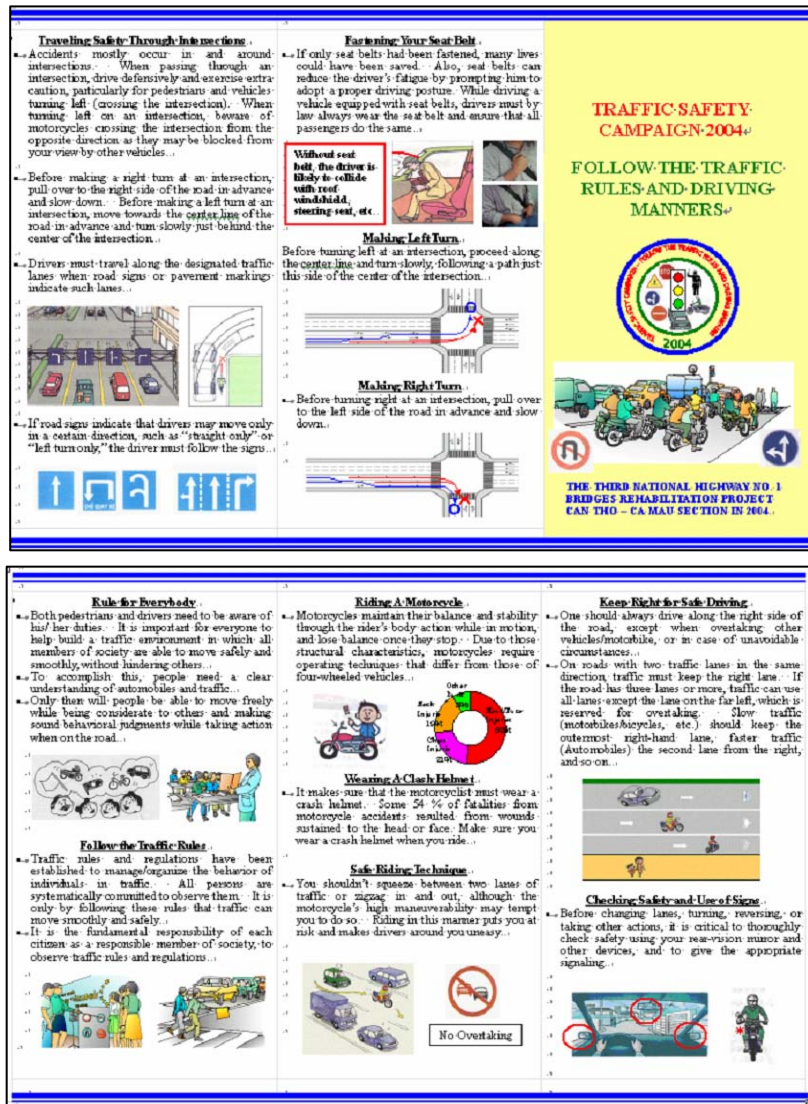 Traveling Safety Through Intersections
Accidents mostly occur in and around
intersections. When passing through an
intersection, drive defensively and exercise extra
caution, particularly for pedestrians and vehicles
turning left (crossing the intersection). When
turning left on an intersection, beware of
motorcycles crossing the intersection from the
opposite direction as they may be blocked from
your view by other vehicles.
Before making a right turn at an intersection,
pull over to the right side of the road in advance
and slow down. Before making a left turn at an
intersection, move towards the center line of the
road in advance and turn slowly just behind the
center of the intersection.
Drivers must travel along the designated traffic
lanes when road signs or pavement markings
indicate such lanes.
If road signs indicate that drivers may move only
in a certain direction, such as “straight only” or
“left turn only,” the driver must follow the signs.
Fastening Your Seat Belt
If only seat belts had been fastened, many lives
could have been saved. Also, seat belts can
reduce the driver's fatigue by prompting him to
adopt a proper driving posture. While driving a
vehicle equipped with seat belts, drivers must by
law always wear the seat belt and ensure that all
passengers do the same.
Without seat
belt, the driver is
likely to collide
with roof
windshield,
steering seat, etc
Making Left Turn
Before turning left at an intersection, proceed along
the center line and turn slowly, following a path just
this side of the center of the intersection.
Making Right Turn
Before turning right at an intersection, pull over
to the left side of the road in advance and slow
down.
TRAFFIC SAFETY
CAMPAIGN 2004
FOLLOW THE TRAFFIC
RULES AND DRIVING
MANNERS
2004
THE THIRD NATIONAL HIGHWAY NO. 1
BRIDGES REHABILITATION PROJECT
CAN THO – CA MAU SECTION IN 2004.
Rule for Everybody
Both pedestrians and drivers need to be aware of
his/ her duties. It is important for everyone to
help build a traffic environment in which all
members of society are able to move safely and
smoothly, without hindering others.
To accomplish this, people need a clear
understanding of automobiles and traffic.
Only then will people be able to move freely
while being considerate to others and making
sound behavioral judgments while taking action
when on the road.
Follow the Traffic Rules
Traffic rules and regulations have been
established to manage/organize the behavior of
individuals in traffic. All persons are
systematically committed to observe them. It is
only by following these rules that traffic can
move smoothly and safely.
It is the fundamental responsibility of each
citizen as a responsible member of society, to
observe traffic rules and regulations.
Riding A Motorcycle
Motorcycles maintain their balance and stability
through the rider's body action while in motion,
and lose balance once they stop. Due to those
structural characteristics, motorcycles require
operating techniques that differ from those of
four-wheeled vehicles.
Other
Wearing A Clash Helmet
It makes sure that the motorcyclist must wear a
crash helmet. Some 54 % of fatalities from
motorcycle accidents resulted from wounds
sustained to the head or face. Make sure you
wear a crash helmet when you ride.
Safe Riding Technique
You shouldn't squeeze between two lanes of
traffic or zigzag in and out, although the
motorcycle's high maneuverability may tempt
you to do so. Riding in this manner puts you at
risk and makes drivers around you uneasy.
No Overtaking
Keep Right for Safe Driving
One should always drive along the right side of
the road, except when overtaking other
vehicles/motorbike, or in case of unavoidable
circumstances.
On roads with two traffic lanes in the same
direction, traffic must keep the right lane. If
the road has three lanes or more, traffic can use
all lanes except the lane on the far left, which is
reserved for overtaking. Slow traffic
(motorbikes/bicycles, etc.) should keep the
outermost right-hand lane, faster traffic
(Automobiles) the second lane from the right,
and so on.
Checking Safety and Use of Signs
Before changing lanes, turning, reversing, or
taking other actions, it is critical to thoroughly
check safety using your rear-vision mirror and
other devices, and to give the appropriate
signaling.